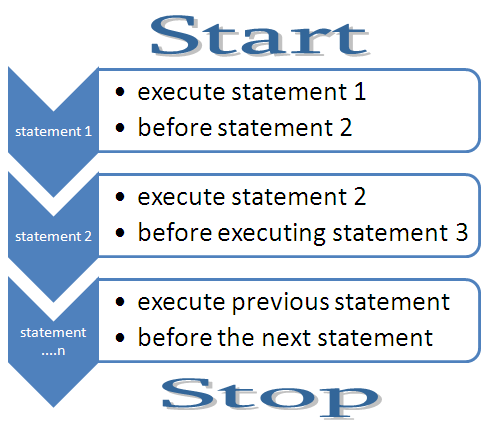 Start
statement 1
• execute statement 1
• before statement 2
statement 2
• execute statement 2
• before executing statement 3
statement
....n
• execute previous statement
• before the next statement
Stop